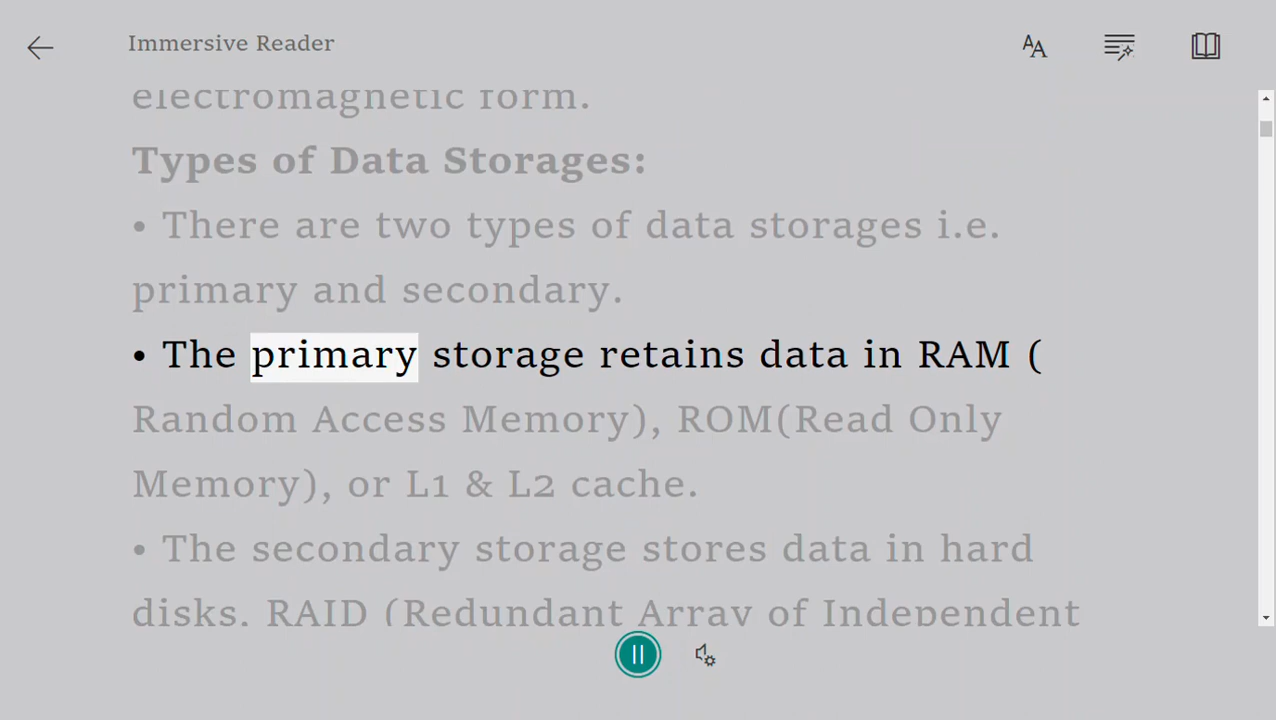 Immersive Reader
electromagnetic form.
Types of Data Storages:
• There are two types of data storages i.e.
primary and secondary.
• The primary storage retains data in RAM (
Random Access Memory), ROM(Read Only
Memory), or L1 & L2 cache.
• The secondary storage stores data in hard
disks, RAID (Redundant Array of Independent